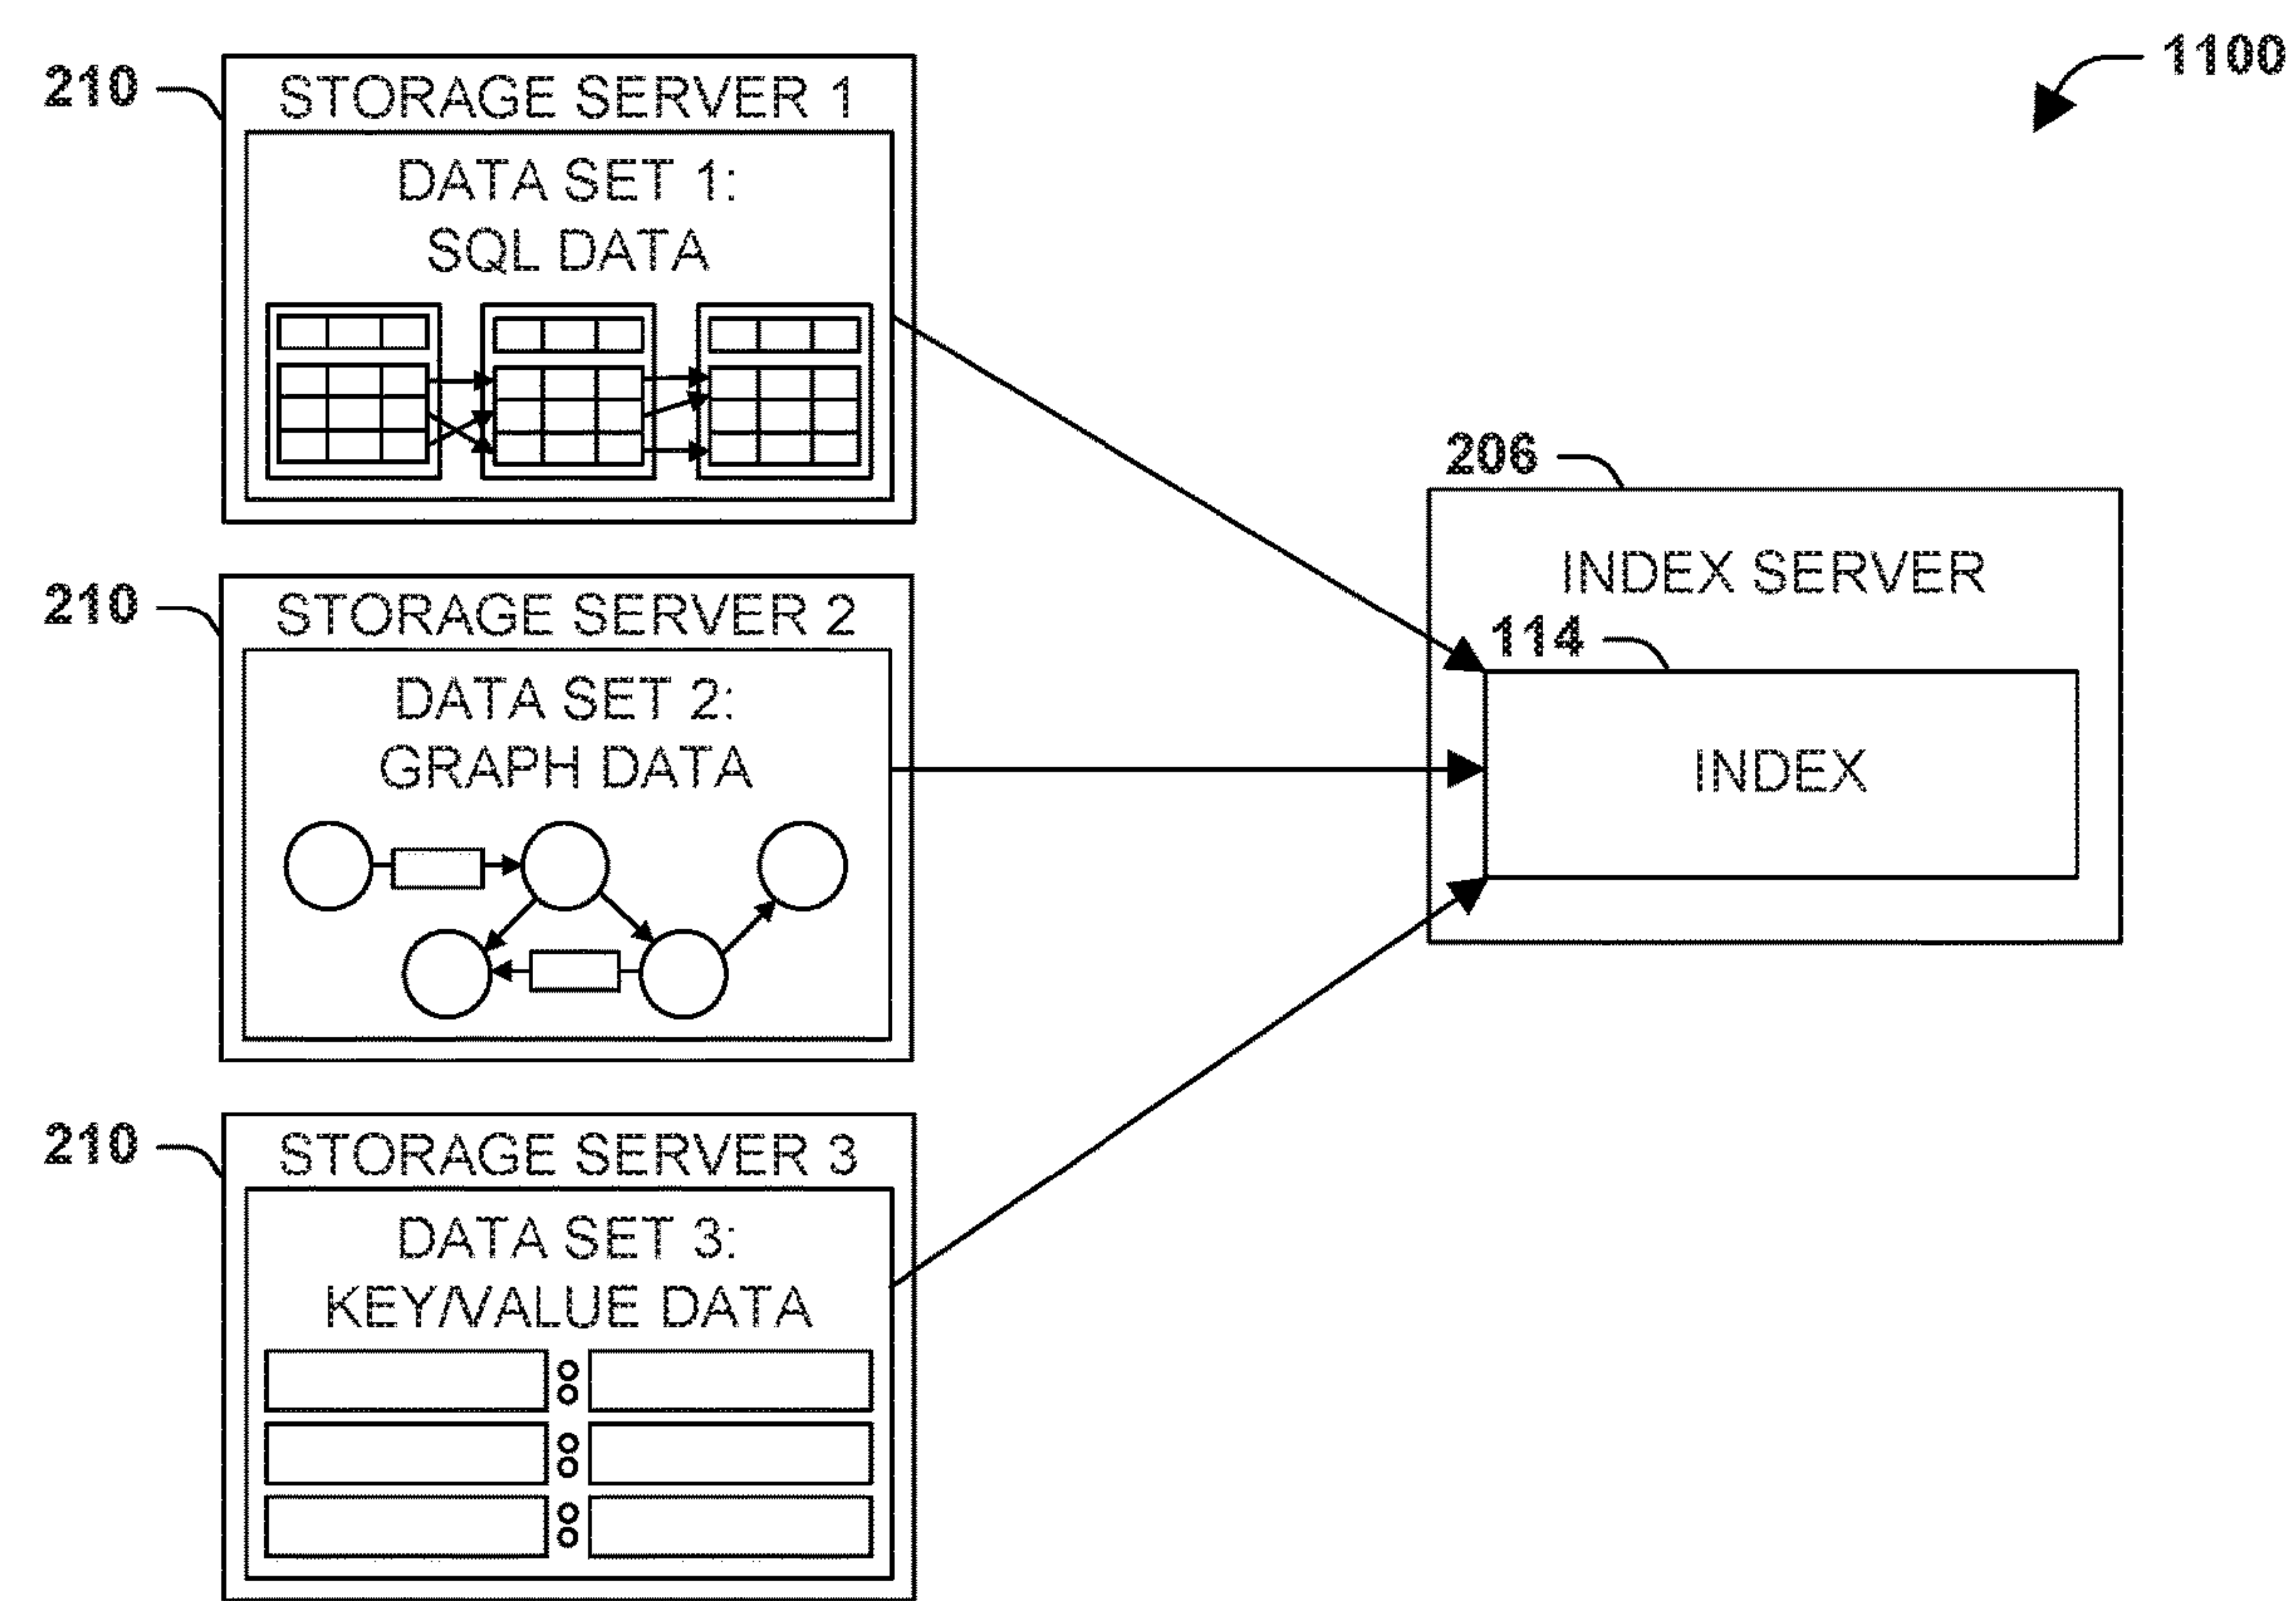 1100
210
STORAGE SERVER 1
DATA SET 1:
SQL DATA
206
INDEX SERVER
114
INDEX
210
STORAGE SERVER 2
DATA SET 2:
GRAPH DATA
210
STORAGE SERVER 3
DATA SET 3:
KEY/VALUE DATA